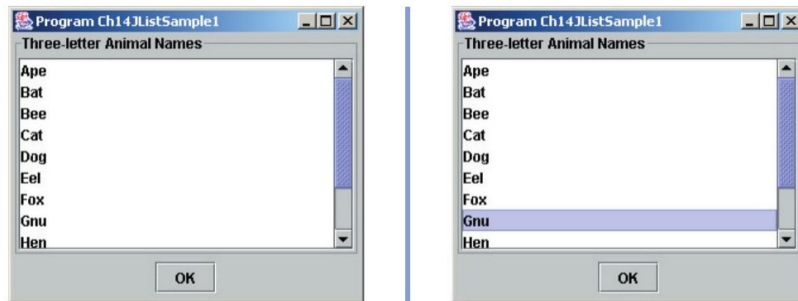 Program Ch14JListSample1
Three-letter Animal Names
Ape
Bat
Bee
Cat
Dog
Eel
Fox
Gnu
Hen
OK
Program Ch14JListSample1
Three-letter Animal Names
Ape
Bat
Bee
Cat
Dog
Eel
Fox
Gnu
Hen
OK